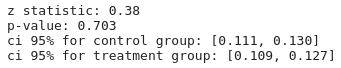 z statistic: 0.38
p-value: 0.703
ci 95% for control group: [0.111, 0.130]
ci 95% for treatment group: [0.109, 0.127]